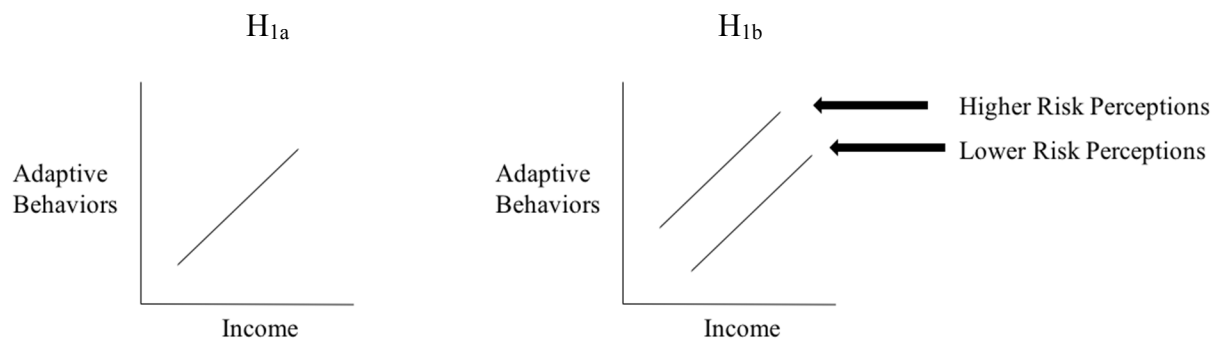 H1a
H1b
Adaptive
Behaviors
Income
Adaptive
Behaviors
Income
Higher Risk Perceptions
Lower Risk Perceptions